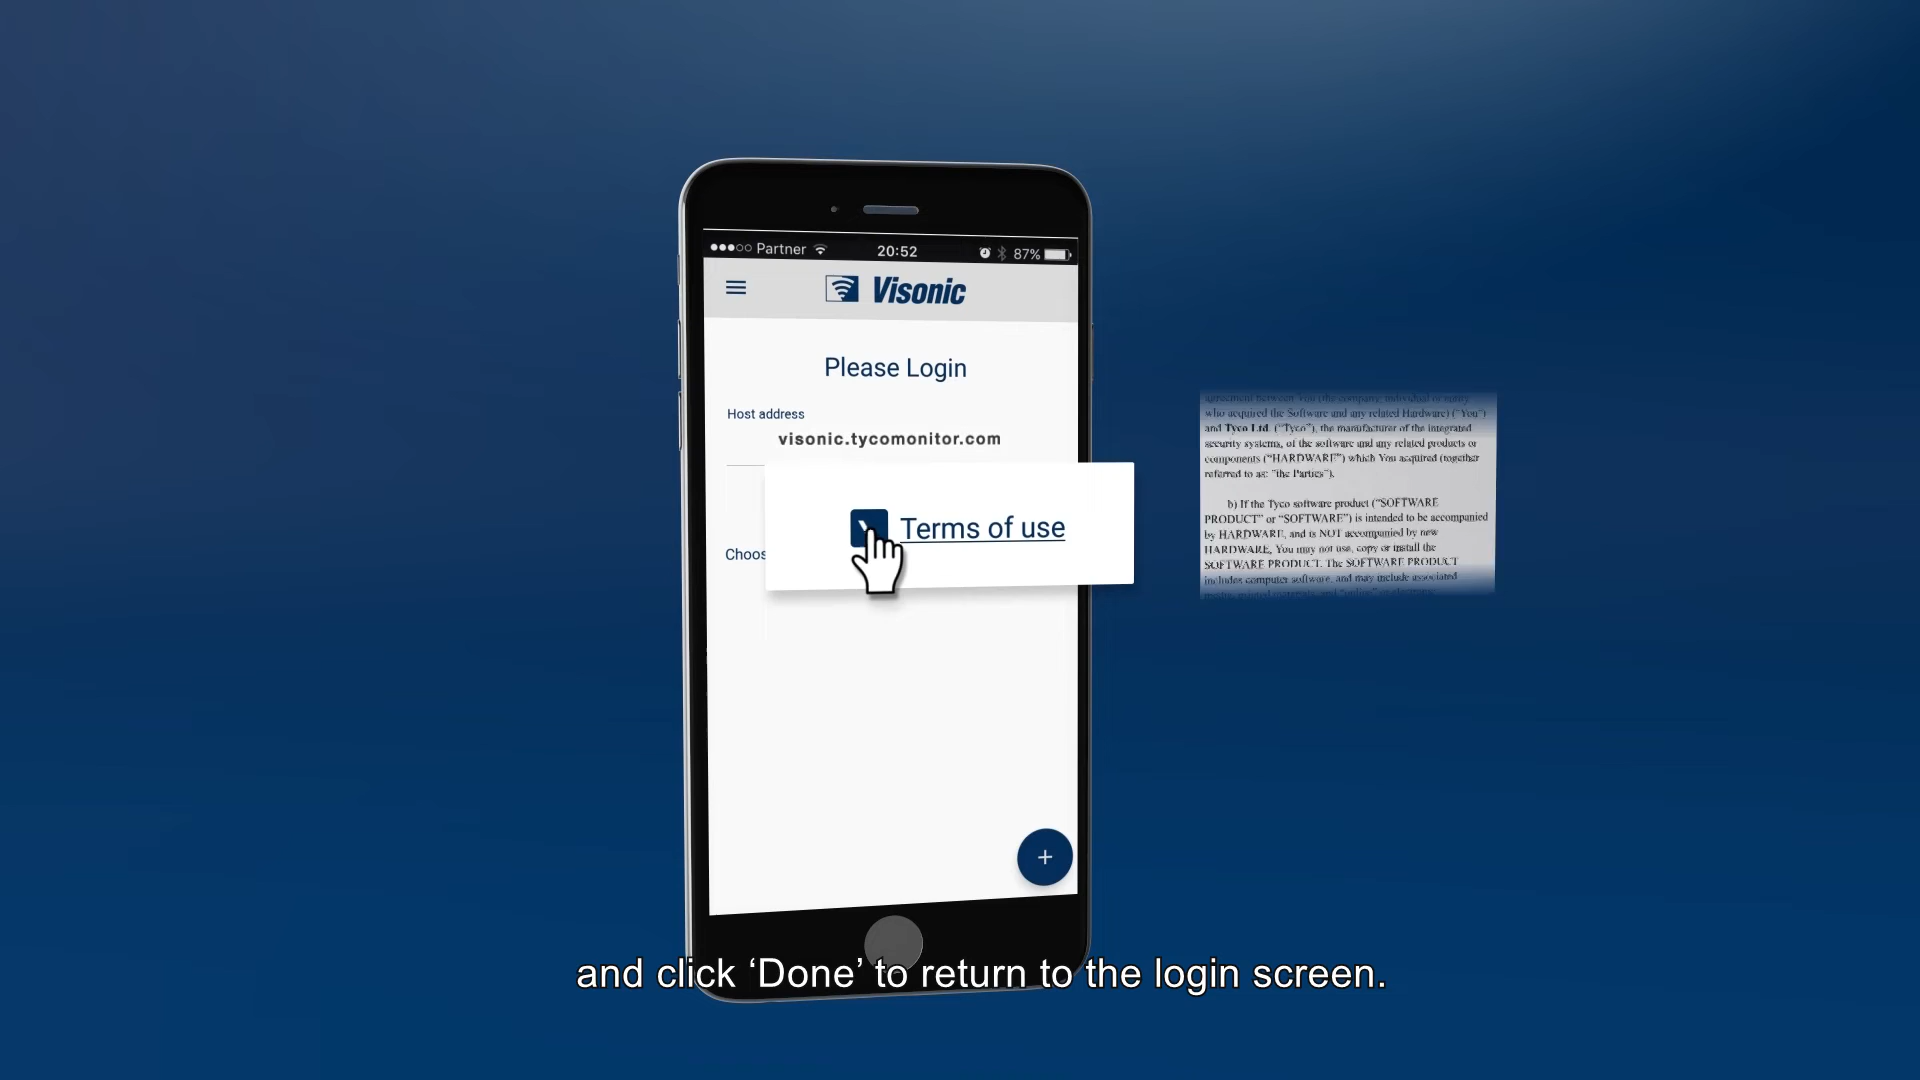 Partner 20:52 87%
Visonic
Please Login
Host address
visonic.tycomonitor.com
Terms of use
Choos
+
who acquired the Software and any related Hardware) ("You")
and Tyco Ltd. ("Tyco"), the manufacturer of the integrated
security systems, of the software and any related products or
components ("HARDWARE") which You acquired (together
referred to as: "the Parties").
b) If the Tyco software product ("SOFTWARE
PRODUCT" or "SOFTWARE") is intended to be accompanied
by HARDWARE, and is NOT accompanied by new
HARDWARE, You may not use, copy or install the
SOFTWARE PRODUCT. The SOFTWARE PRODUCT
includes computer software, and may include associated
and click ‘Done’ to return to the login screen.